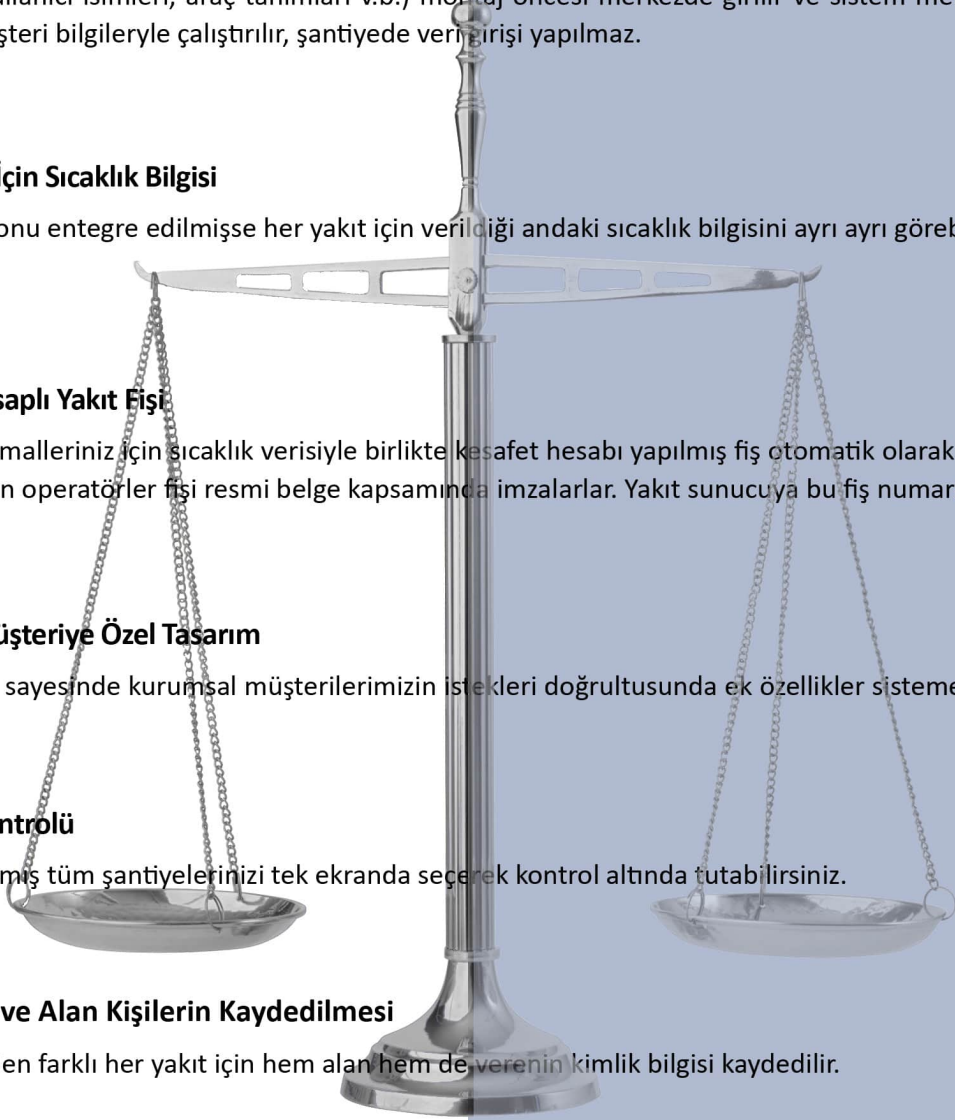 isimleri, araç tanımları v.b.) montaj öncesi merkezde girilir ve sistem
şteri bilgileryle çalıştırılır, şantiyede veri girişi yapılmaz.
İçin Sıcaklık Bilgisi
onu entegre edilmişse her yakıt için verildiği andaki sıcaklık bilgisini ayrı ayrı göreb
saplı Yakıt Fişi
malleriniz için sıcaklık verisiyle birlikte kesafet hesabı yapılmış fiş otomatik olarak
n operatörler fişi resmi belge kapsamında imzalarlar. Yakıt sunucuya bu fiş numar
üşteriye Özel Tasarım
sayesinde kurumsal müşterilerimizin istekleri doğrultusunda ek özellikler sisteme
ntrolü
miş tüm şantiyelerinizi tek ekranda seçerek kontrol altında tutabilirsiniz.
ve Alan Kişilerin Kaydedilmesi
en farklı her yakıt için hem alan hem de verenin kimlik bilgisi kaydedilir.